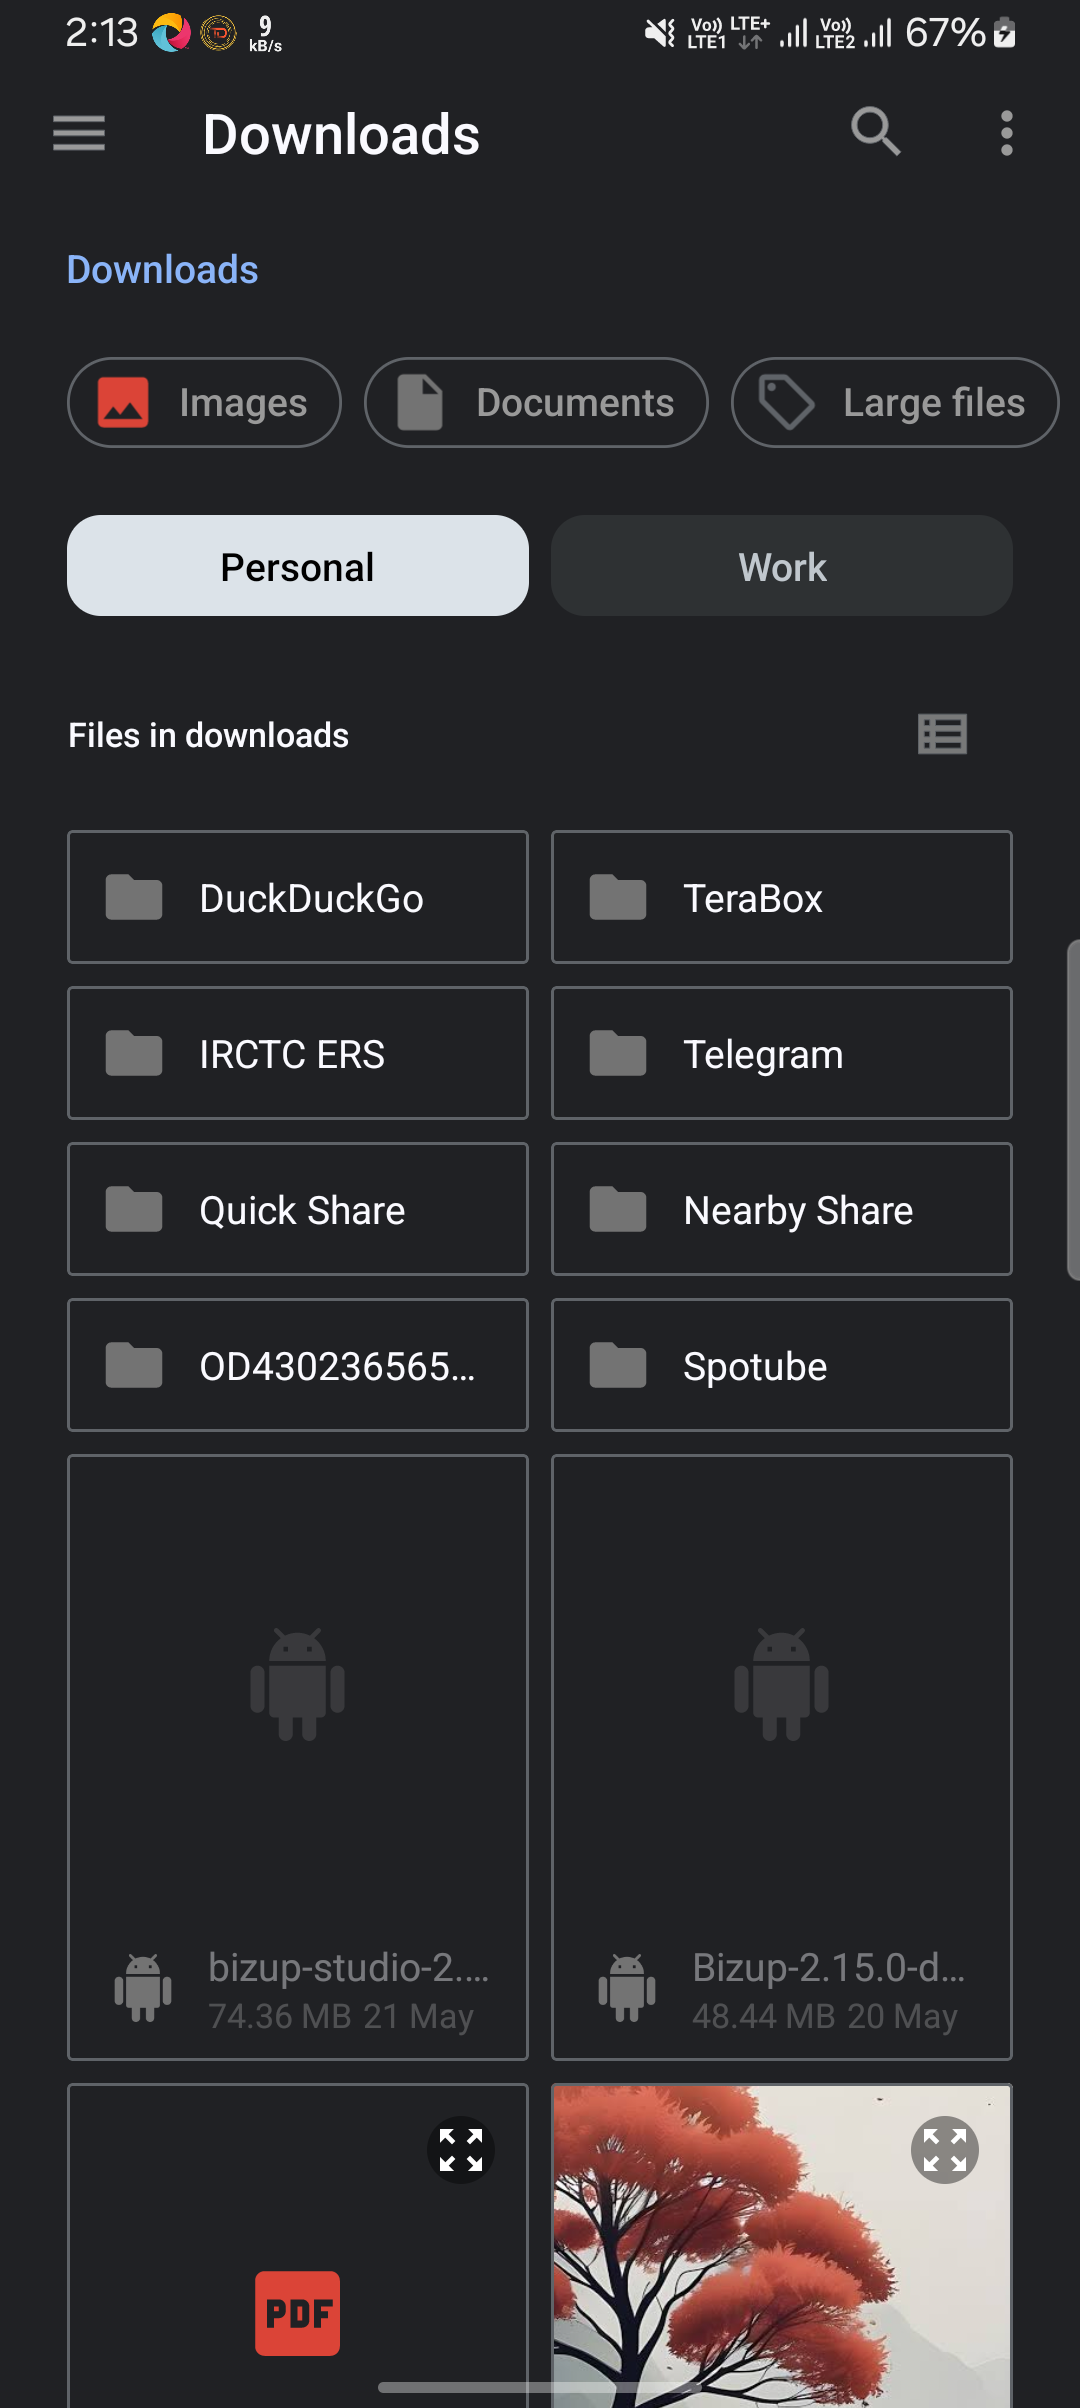 2:13 9 kB/s Vo)) LTE1 LTE+ Vo)) LTE2 67%
Downloads
Downloads
Images Documents Large files
Personal Work
Files in downloads
DuckDuckGo TeraBox
IRCTC ERS Telegram
Quick Share Nearby Share
OD430236565... Spotube
bizup-studio-2.... Bizup-2.15.0-d...
74.36 MB 21 May 48.44 MB 20 May
PDF